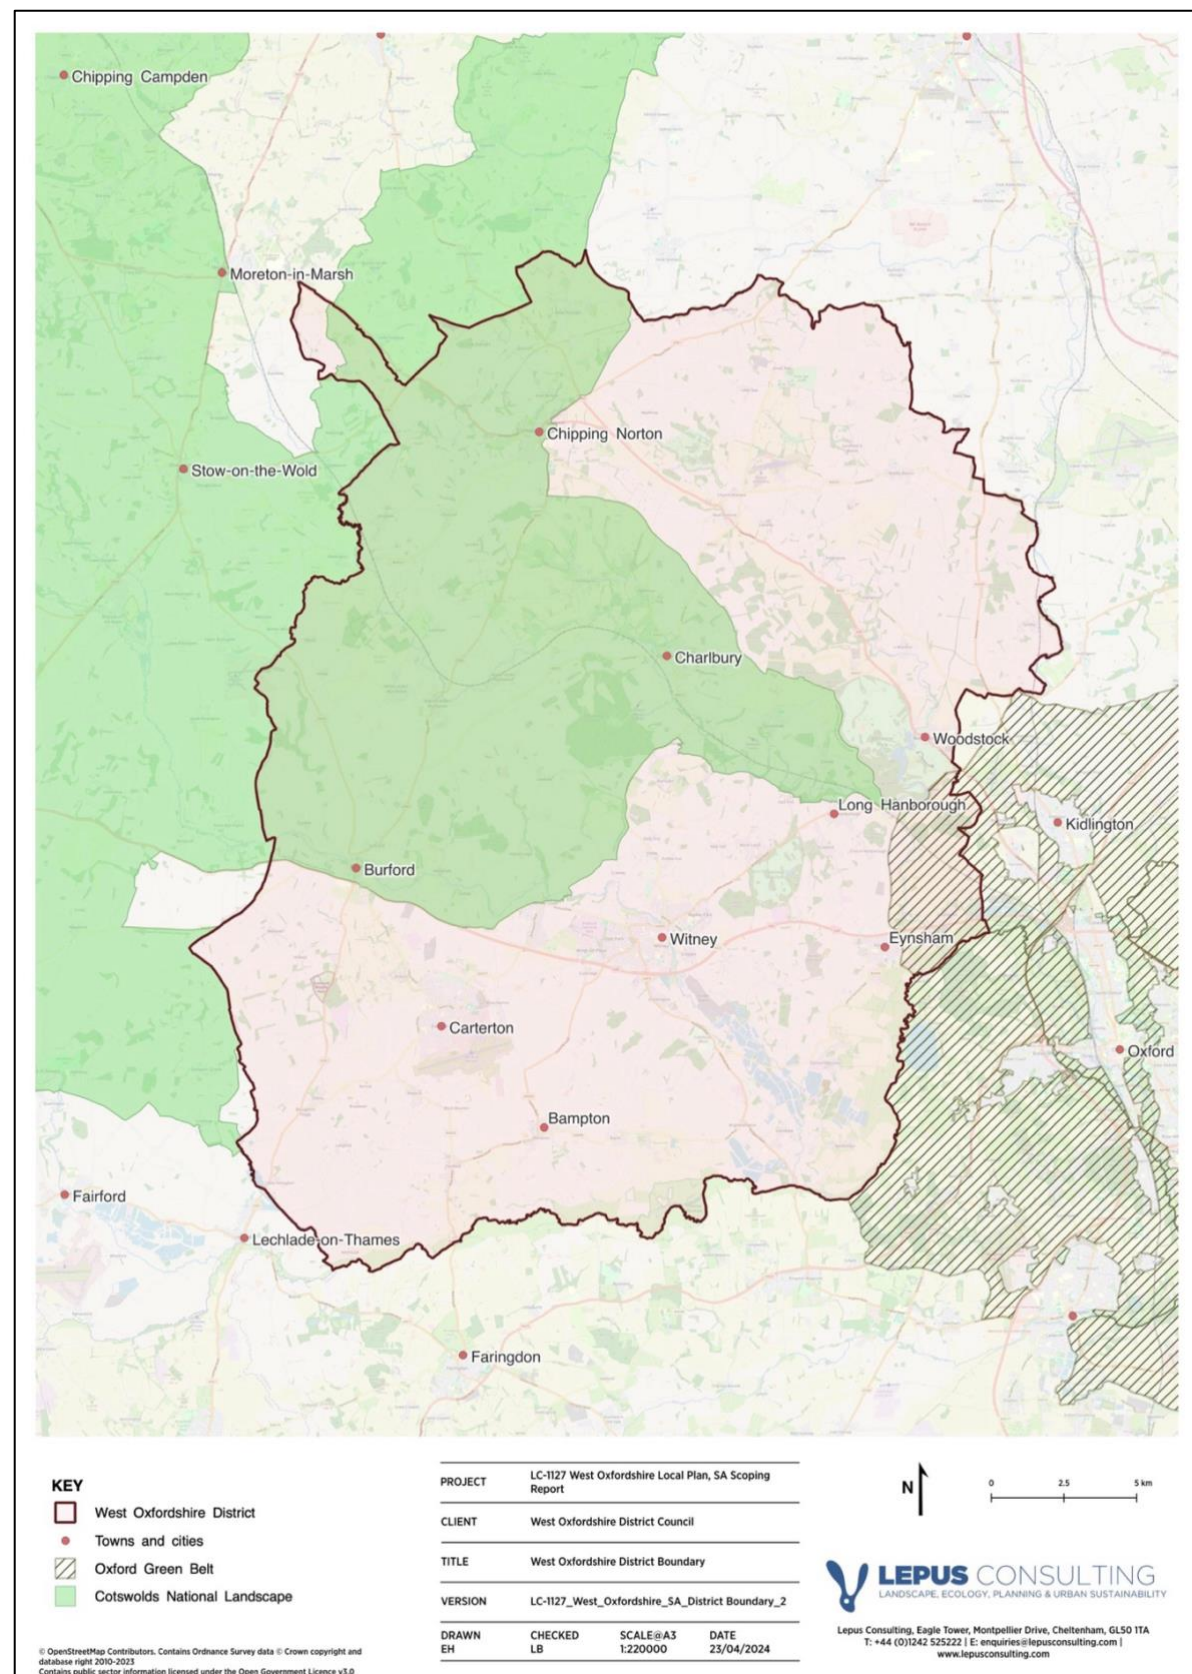 Chipping Campden
Moreton-in-Marsh
Chipping Norton
Stow-on-the-Wold
Charlbury
Woodstock
Long Hanborough
Kidlington
Burford
Witney
Eynsham
Carterton
Oxford
Bampton
Fairford
Lechlade-on-Thames
Faringdon
KEY
West Oxfordshire District
Towns and cities
Oxford Green Belt
Cotswolds National Landscape
© OpenStreetMap Contributors. Contains Ordnance Survey data © Crown copyright and
database right 2010-2023
Contains public sector information licensed under the Open Government Licence v3.0
PROJECT LC-1127 West Oxfordshire Local Plan, SA Scoping
Report
CLIENT West Oxfordshire District Council
TITLE West Oxfordshire District Boundary
VERSION LC-1127_West_Oxfordshire_SA_District Boundary_2
DRAWN CHECKED SCALE@A3 DATE
EH LB 1:220000 23/04/2024
N
0 2.5 5 km
LEPUS CONSULTING
LANDSCAPE, ECOLOGY, PLANNING & URBAN SUSTAINABILITY
Lepus Consulting, Eagle Tower, Montpellier Drive, Cheltenham, GL50 1TA
T: +44 (0)1242 525222 | E: enquiries@lepusconsulting.com |
www.lepusconsulting.com